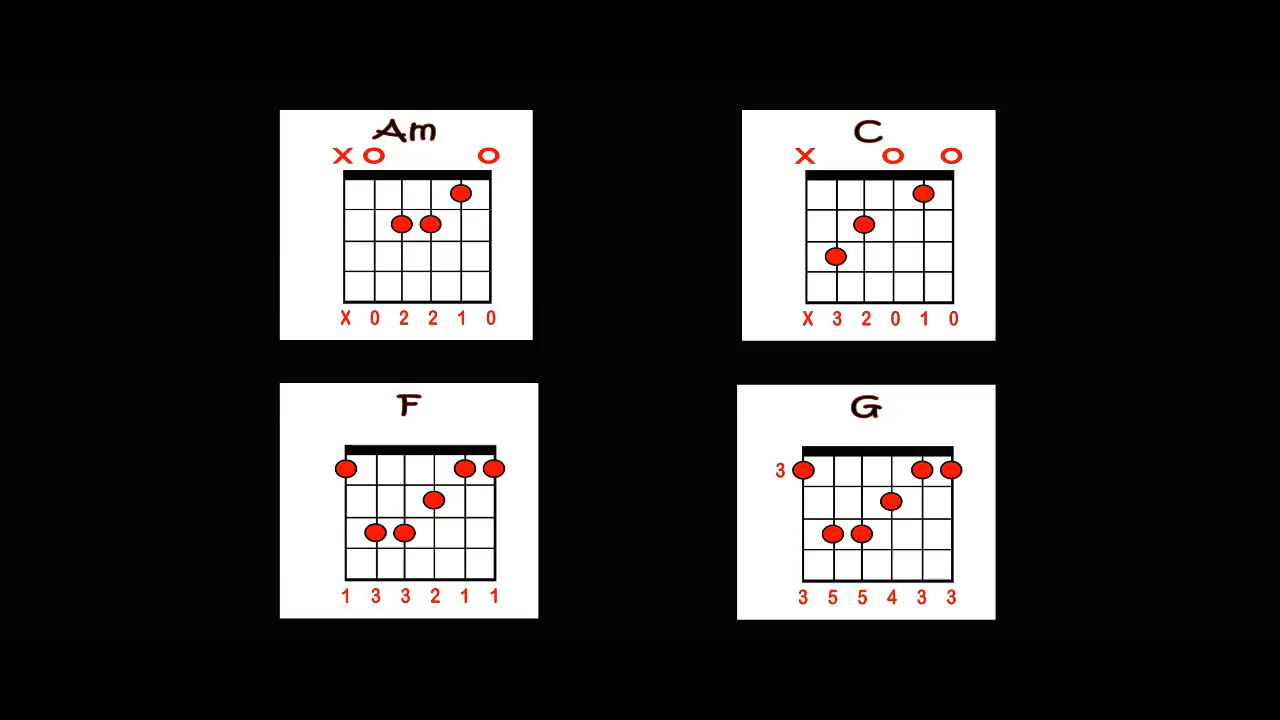 Am
X O O
X 0 2 2 1 0
C
X O O
X 3 2 0 1 0
F
1 3 3 2 1 1
G
3
3 5 5 4 3 3